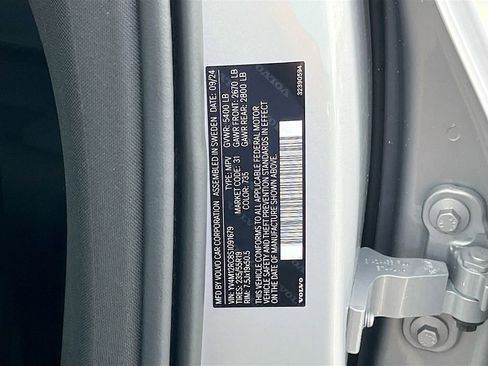 MFD BY VOLVO CAR CORPORATION ASSEMBLED IN SWEDEN DATE: 09/24
VIN: YV4M12RC8S1091679 TYPE: MPV GVWR: 5400 LB
TIRES: 235/55R19 MARKET CODE: 31 GAWR FRONT: 2670 LB
RIM: 7.5Jx19x50.5 COLOR: 735 GAWR REAR: 2800 LB
THIS VEHICLE CONFORMS TO ALL APPLICABLE FEDERAL MOTOR
VEHICLE SAFETY AND THEFT PREVENTION STANDARDS IN EFFECT
ON THE DATE OF MANUFACTURE SHOWN ABOVE.
VOLVO
32390594